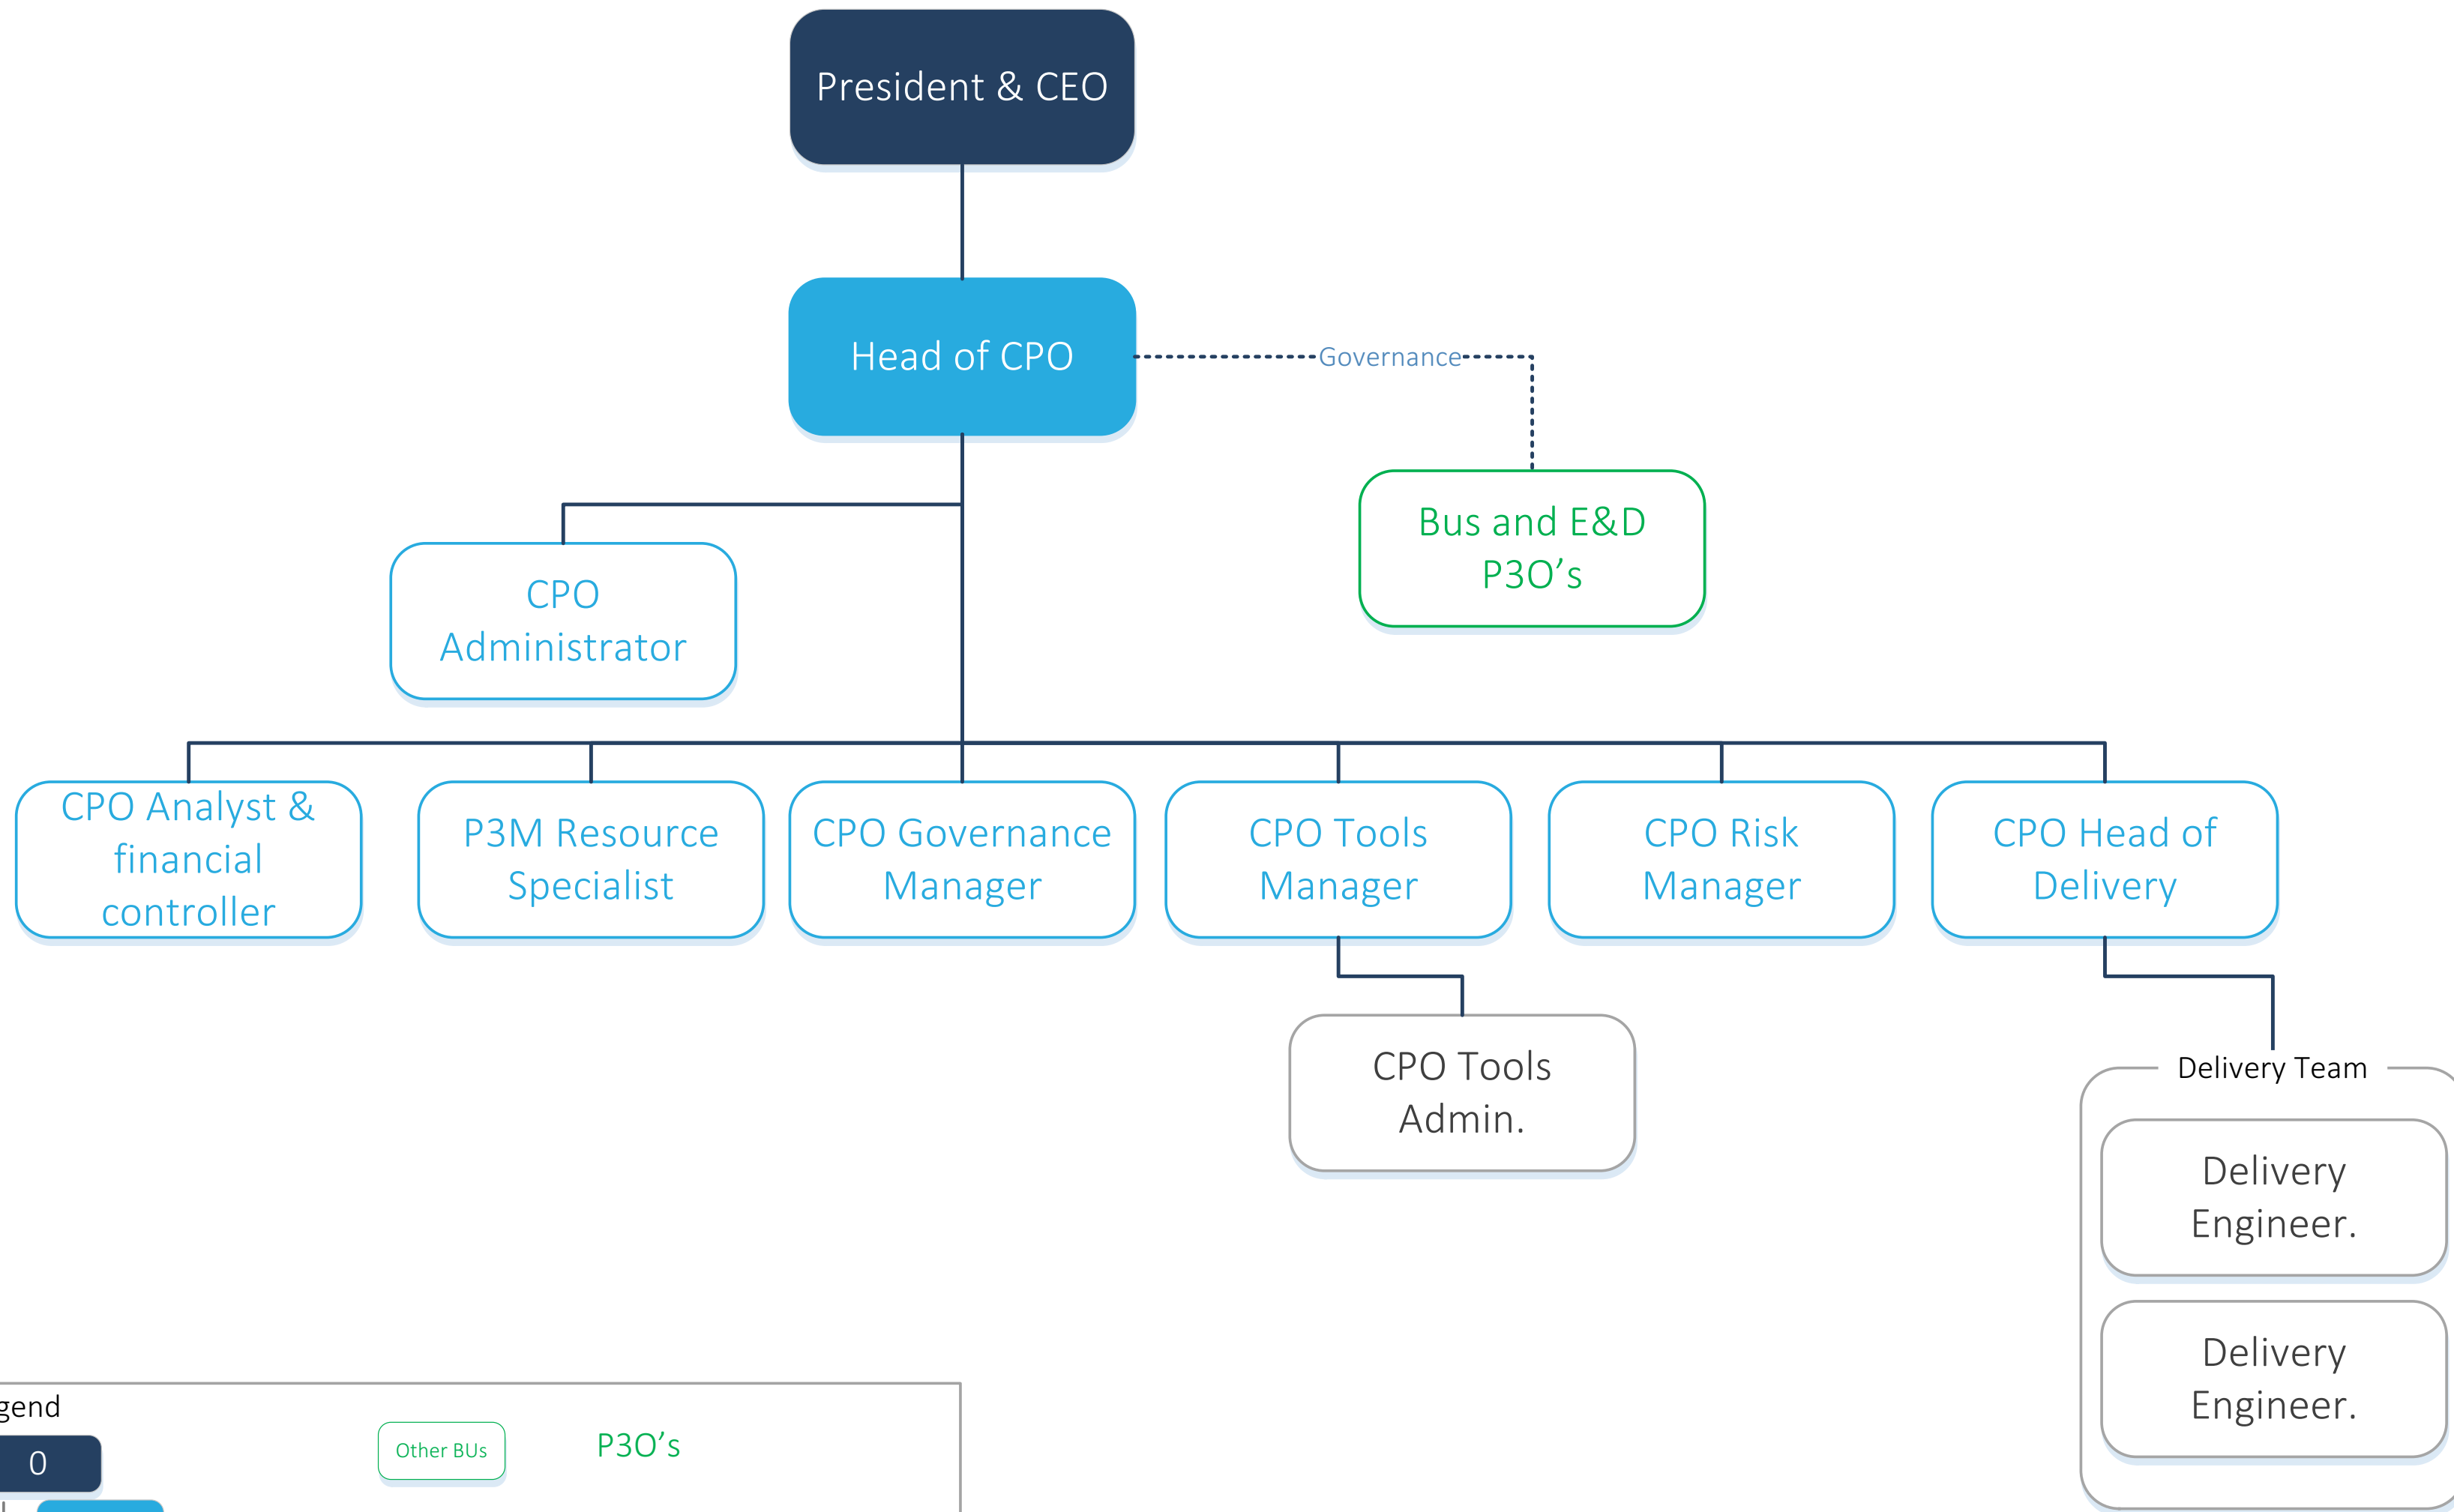 President & CEO
Head of CPO
Governance
Bus and E&D
P3O’s
CPO
Administrator
CPO Analyst &
financial
controller
P3M Resource
Specialist
CPO Governance
Manager
CPO Tools
Manager
CPO Risk
Manager
CPO Head of
Delivery
CPO Tools
Admin.
Delivery Team
Delivery
Engineer.
Delivery
Engineer.
gend
0
Other BUs
P3O’s